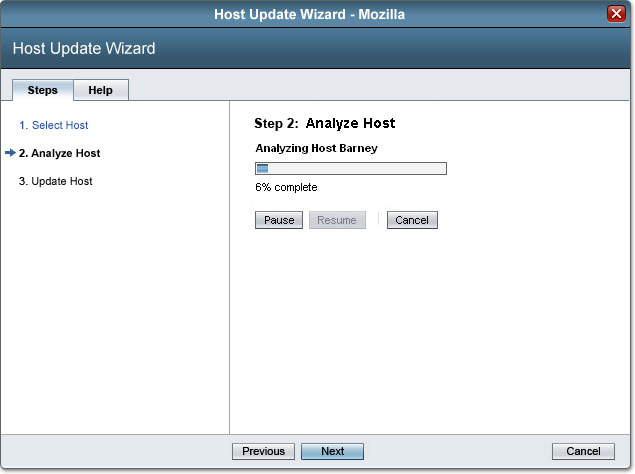 Host Update Wizard - Mozilla
Host Update Wizard
Steps Help
1. Select Host
2. Analyze Host
3. Update Host
Step 2: Analyze Host
Analyzing Host Barney
6% complete
Pause Resume Cancel
Previous Next Cancel